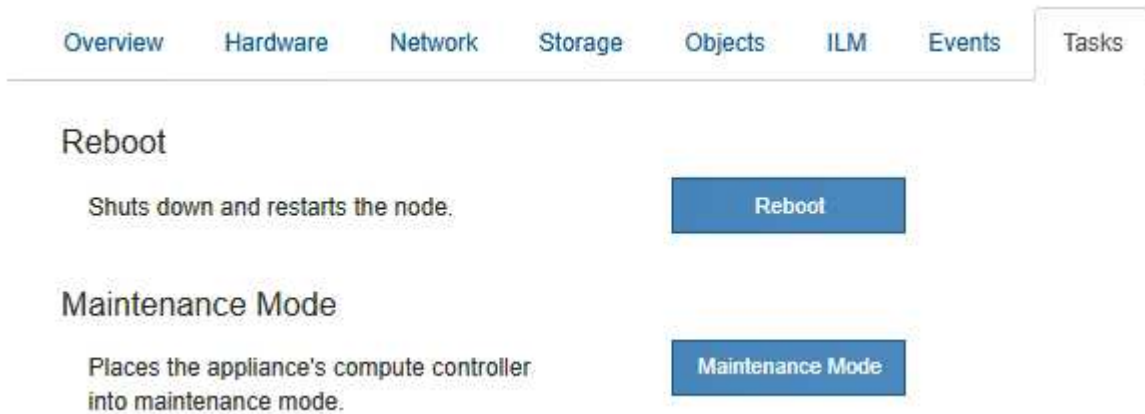 Overview Hardware Network Storage Objects ILM Events Tasks
Reboot
Shuts down and restarts the node. Reboot
Maintenance Mode
Places the appliance's compute controller Maintenance Mode
into maintenance mode.